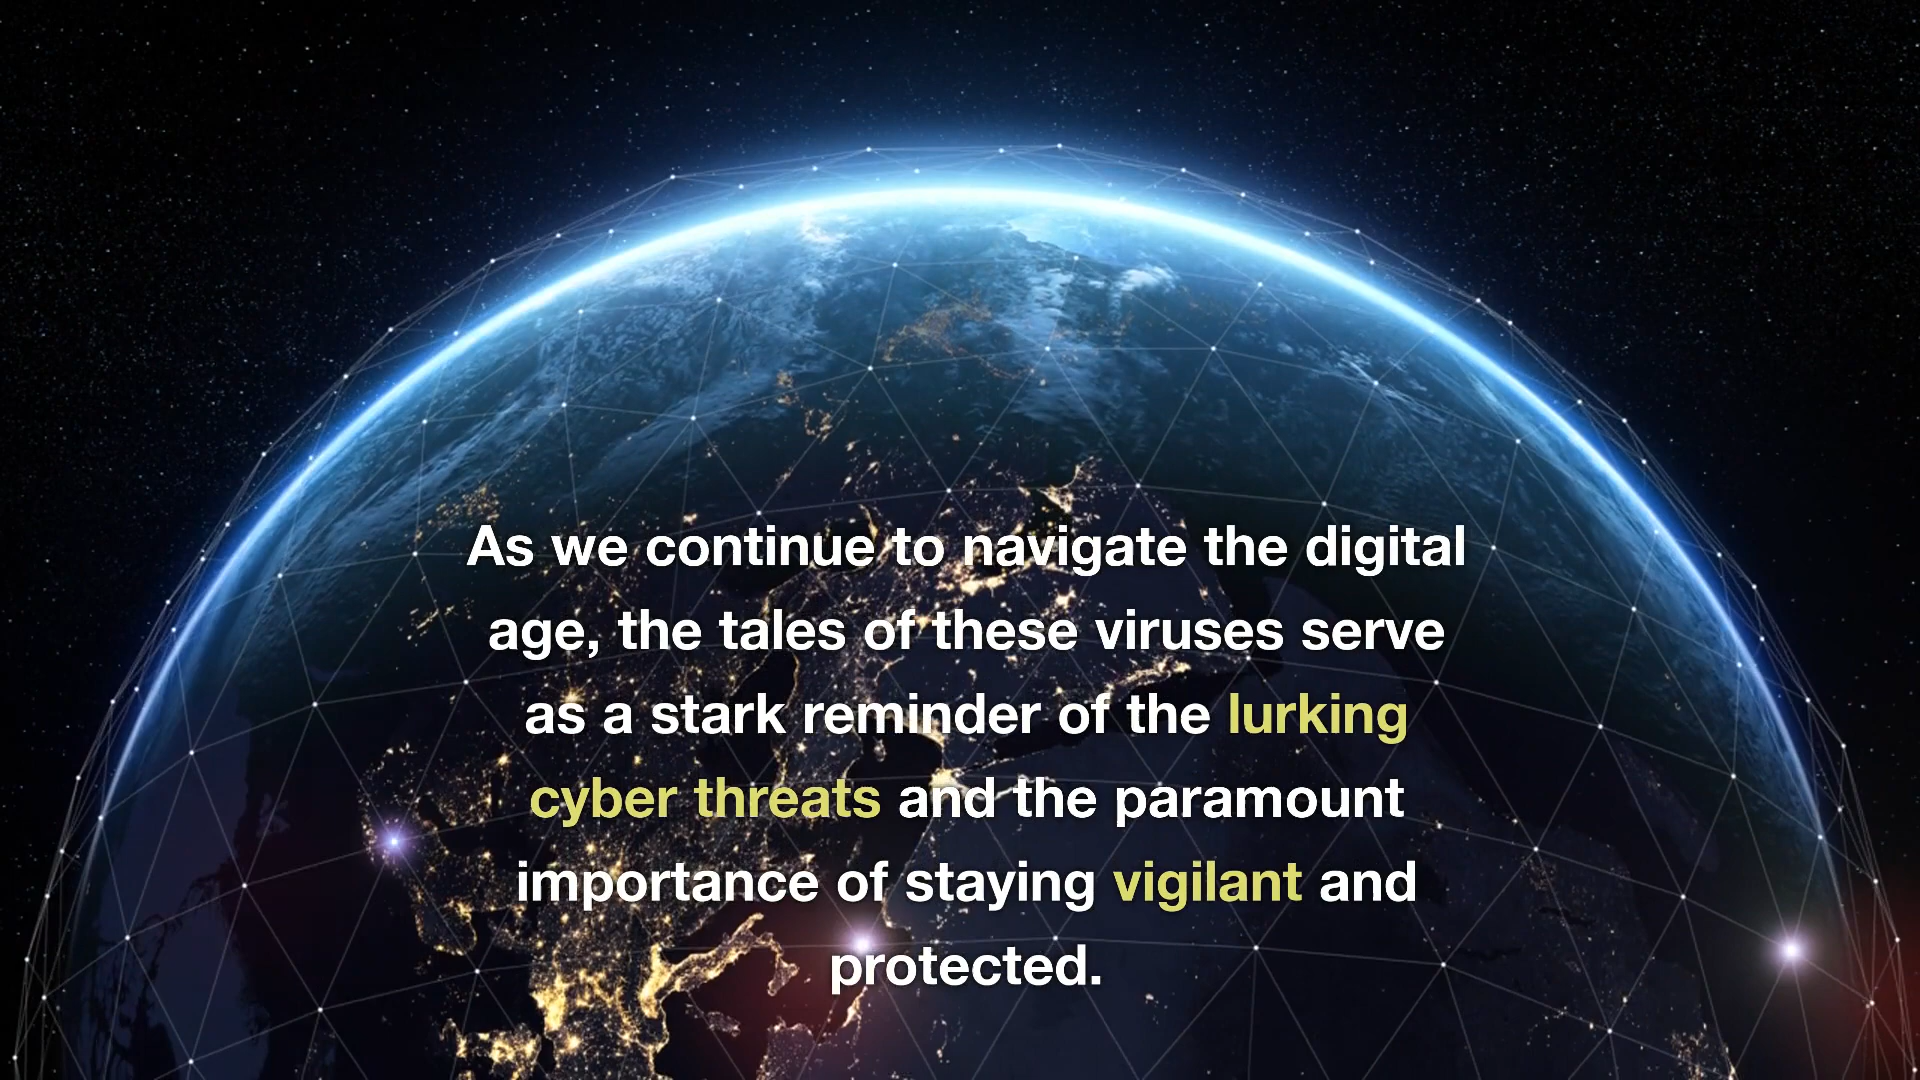 As we continue to navigate the digital
age, the tales of these viruses serve
as a stark reminder of the lurking
cyber threats and the paramount
importance of staying vigilant and
protected.